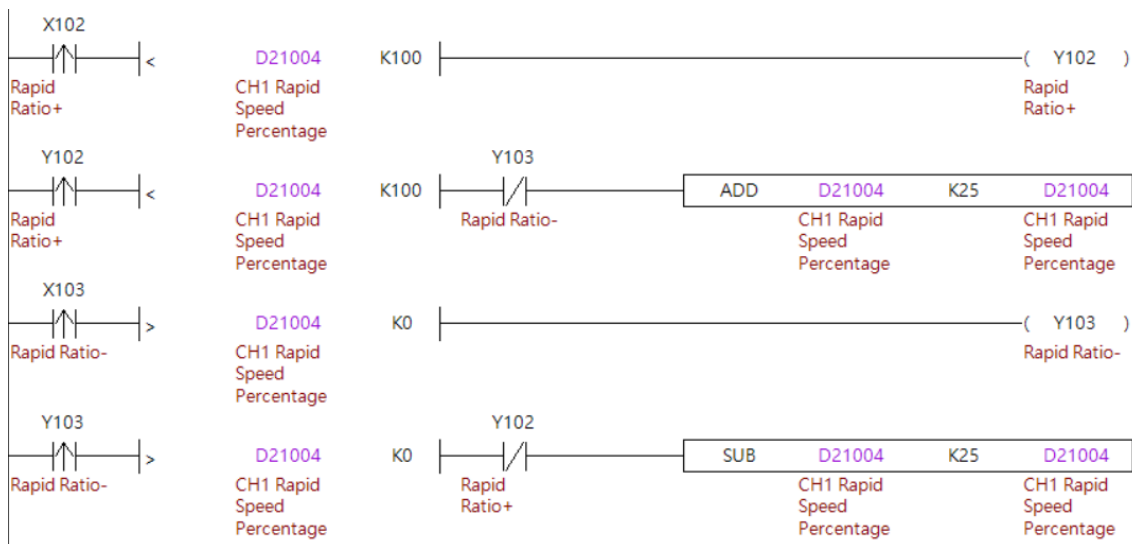 X102
< D21004 K100 ( Y102 )
Rapid Ratio+ CH1 Rapid Speed Percentage Rapid Ratio+
Y102 Y103
< D21004 K100 ADD D21004 K25 D21004
Rapid Ratio+ CH1 Rapid Speed Percentage Rapid Ratio- CH1 Rapid Speed Percentage CH1 Rapid Speed Percentage
X103
> D21004 K0 ( Y103 )
Rapid Ratio- CH1 Rapid Speed Percentage Rapid Ratio-
Y103 Y102
> D21004 K0 SUB D21004 K25 D21004
Rapid Ratio- CH1 Rapid Speed Percentage Rapid Ratio+ CH1 Rapid Speed Percentage CH1 Rapid Speed Percentage